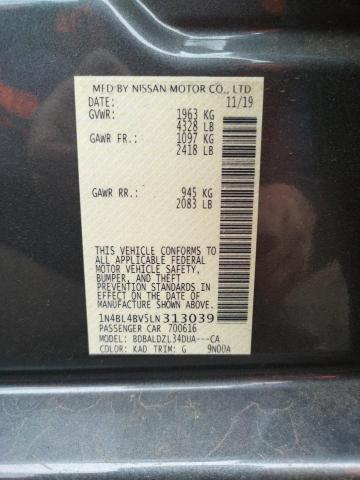 MFD BY NISSAN MOTOR CO., LTD
DATE: 11/19
GVWR: 1963 KG
4328 LB
GAWR FR: 1097 KG
2418 LB
GAWR RR: 945 KG
2083 LB
THIS VEHICLE CONFORMS TO
ALL APPLICABLE FEDERAL
MOTOR VEHICLE SAFETY,
BUMPER, AND THEFT
PREVENTION STANDARDS IN
EFFECT ON THE DATE OF
MANUFACTURE SHOWN ABOVE.
1N4BL4BV5LN313039
PASSENGER CAR 700616
MODEL: BDBALDZL34DUA---CA
COLOR: KAD TRIM: G 9N00A